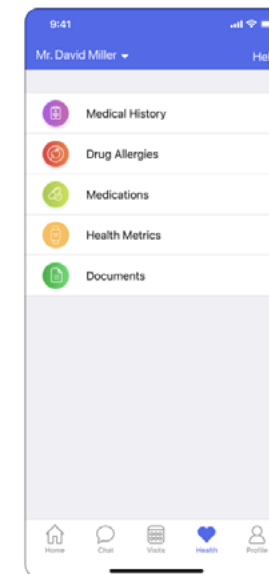 9:41
Mr. David Miller
Medical History
Drug Allergies
Medications
Health Metrics
Documents
Home Chat Visits Health Profile